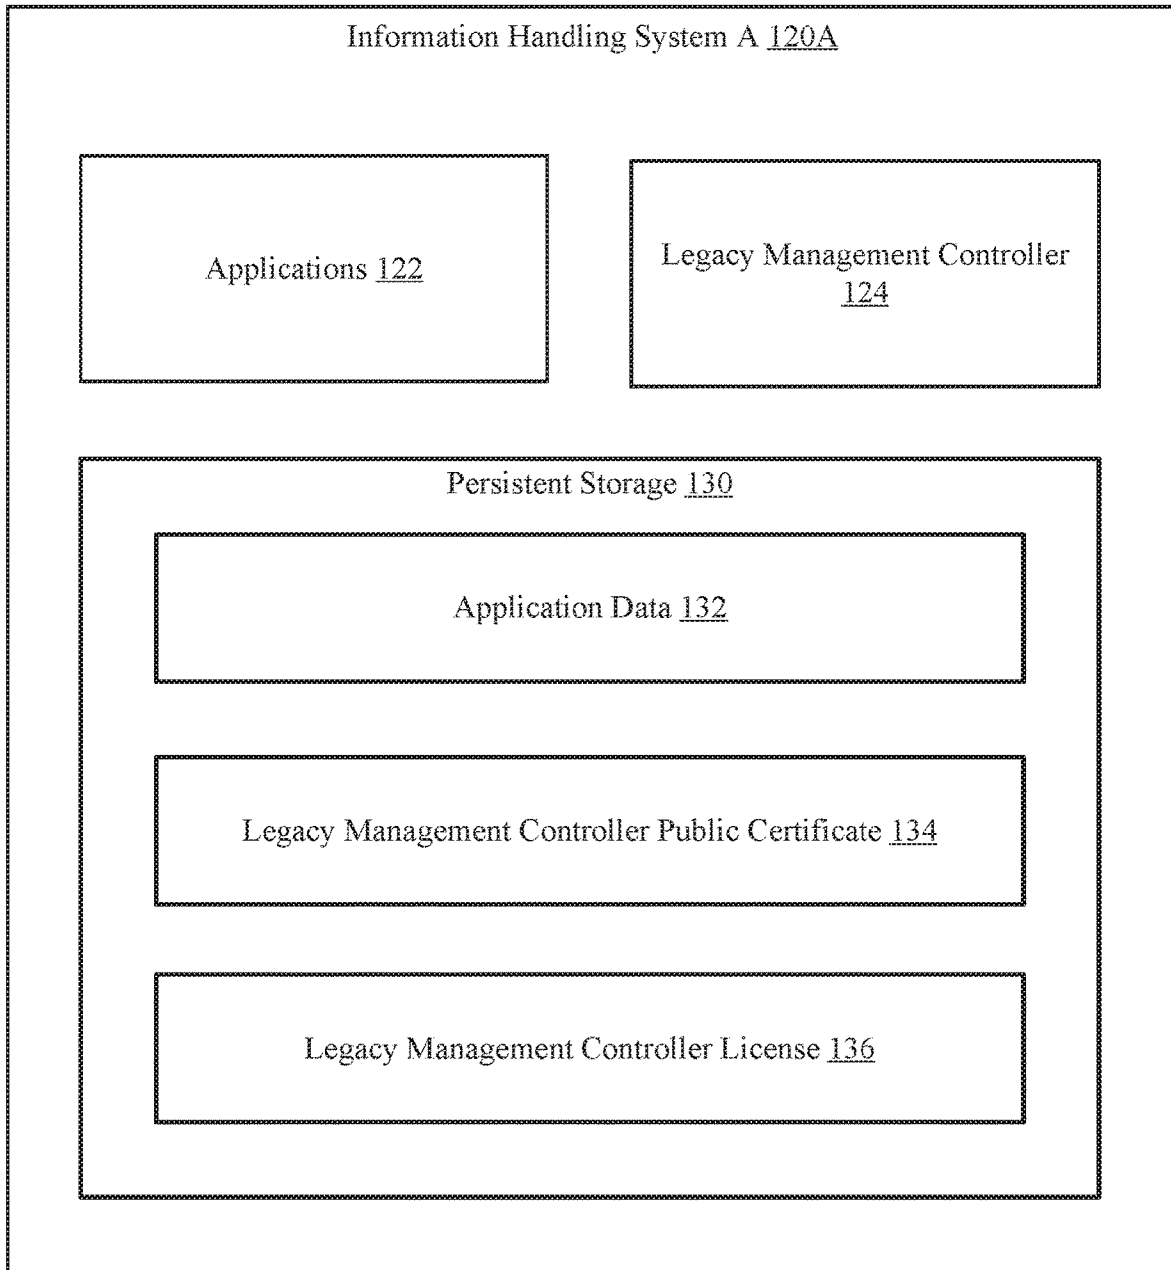 Information Handling System A 120A
Applications 122
Legacy Management Controller
124
Persistent Storage 130
Application Data 132
Legacy Management Controller Public Certificate 134
Legacy Management Controller License 136